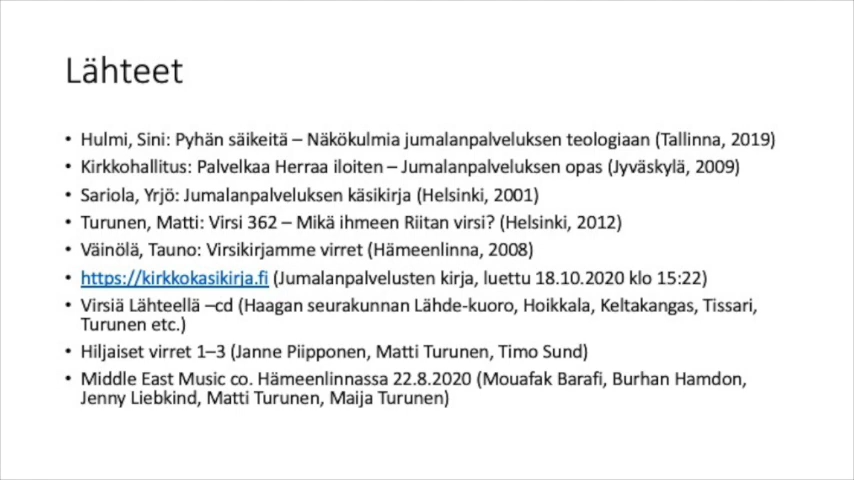 Lähteet
• Hulmi, Sini: Pyhän säikeitä – Näkökulmia jumalanpalveluksen teologiaan (Tallinna, 2019)
• Kirkkohallitus: Palvelkaa Herraa iloiten – Jumalanpalveluksen opas (Jyväskylä, 2009)
• Sariola, Yrjö: Jumalanpalveluksen käsikirja (Helsinki, 2001)
• Turunen, Matti: Virsi 362 – Mikä ihmeen Riitan virsi? (Helsinki, 2012)
• Väinölä, Tauno: Virsikirjamme virret (Hämeenlinna, 2008)
• https://kirkkokasikirja.fi (Jumalanpalvelusten kirja, luettu 18.10.2020 klo 15:22)
• Virsiä Lähteellä –cd (Haagan seurakunnan Lähde-kuoro, Hoikkala, Keltakangas, Tissari,
Turunen etc.)
• Hiljaiset virret 1–3 (Janne Piipponen, Matti Turunen, Timo Sund)
• Middle East Music co. Hämeenlinnassa 22.8.2020 (Mouafak Barafi, Burhan Hamdon,
Jenny Liebkind, Matti Turunen, Maija Turunen)